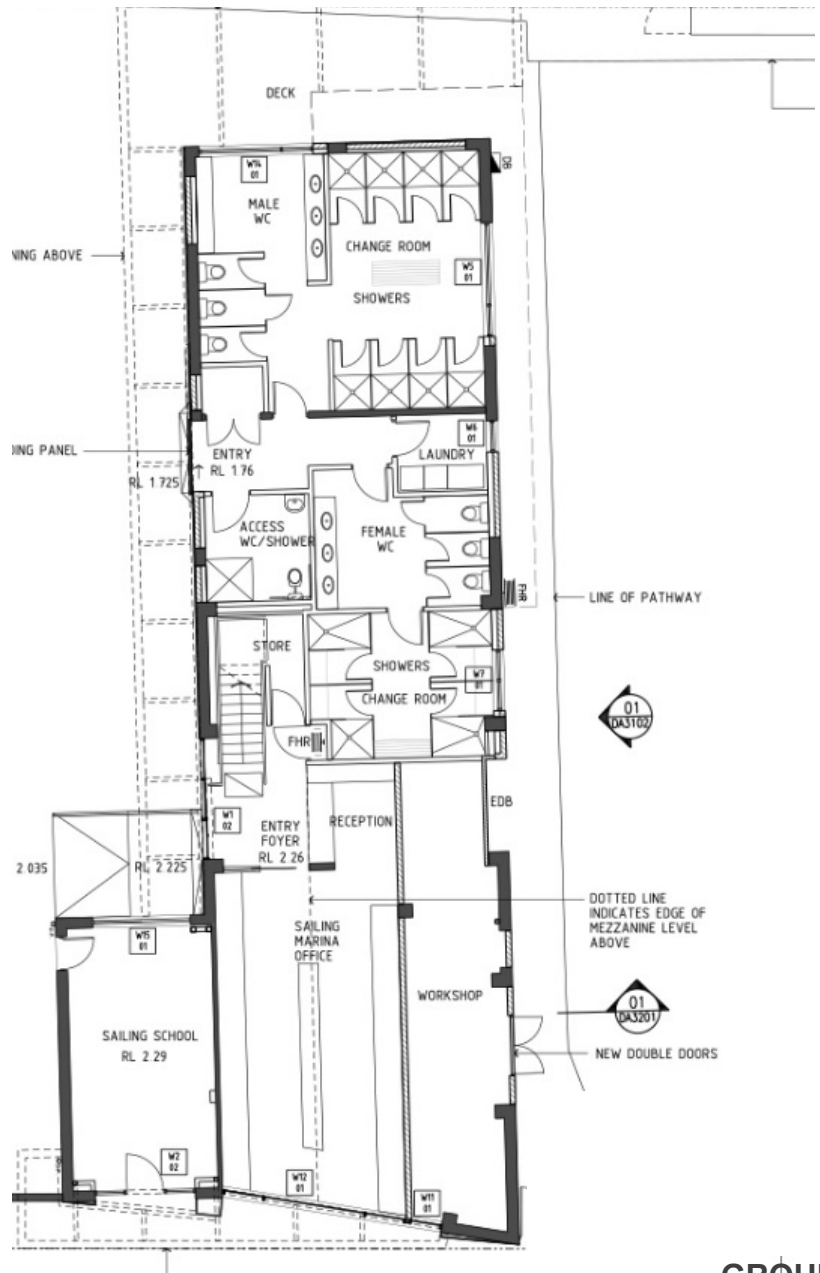 DECK
W14
01
DB
MALE
WC
CHANGE ROOM
NING ABOVE
W5
01
SHOWERS
DING PANEL
ENTRY
RL 1.76
W6
01
LAUNDRY
RL 1.725
ACCESS
WC/SHOWER
FEMALE
WC
FHR
LINE OF PATHWAY
STORE
SHOWERS
W7
01
CHANGE ROOM
01
DA3102
FHR
W1
02
ENTRY
FOYER
RL 2.26
RECEPTION
EDB
2.035
RL 2.225
DOTTED LINE
INDICATES EDGE OF
MEZZANINE LEVEL
ABOVE
W15
01
SAILING
MARINA
OFFICE
WORKSHOP
01
DA3201
SAILING SCHOOL
RL 2.29
NEW DOUBLE DOORS
W2
02
W12
01
W11
01